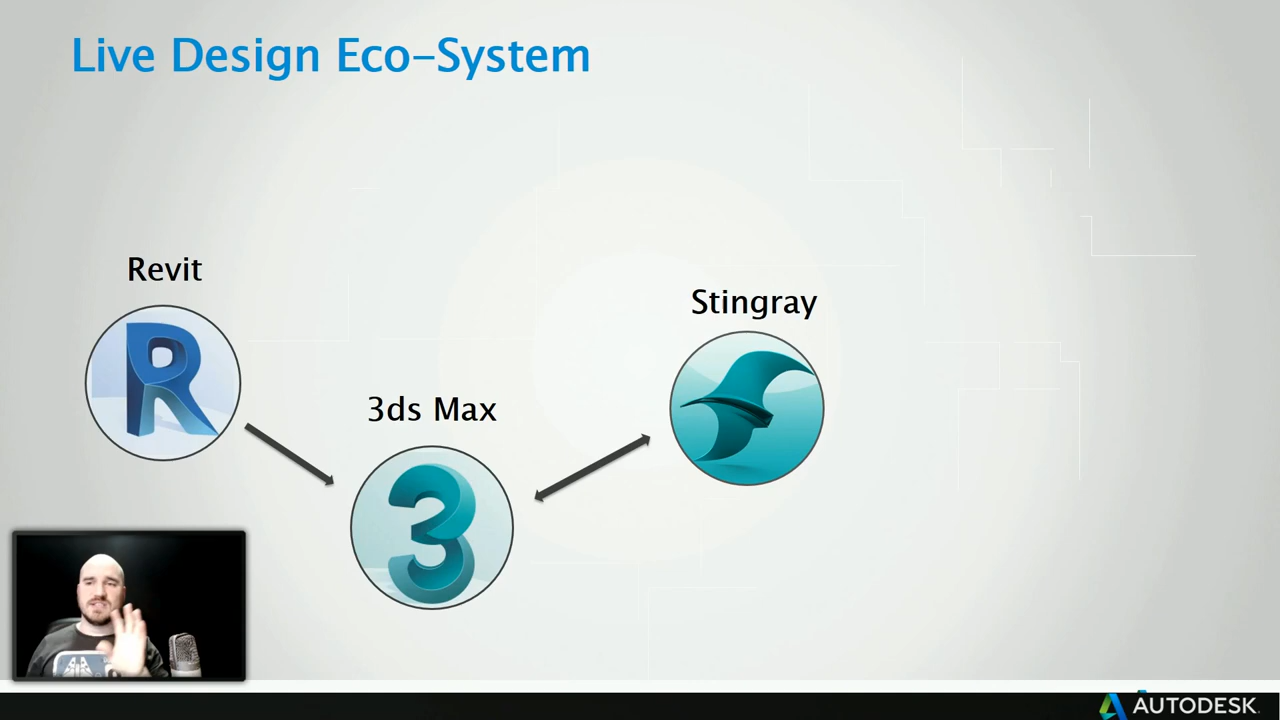 Live Design Eco-System
Revit
Stingray
3ds Max
AUTODESK.